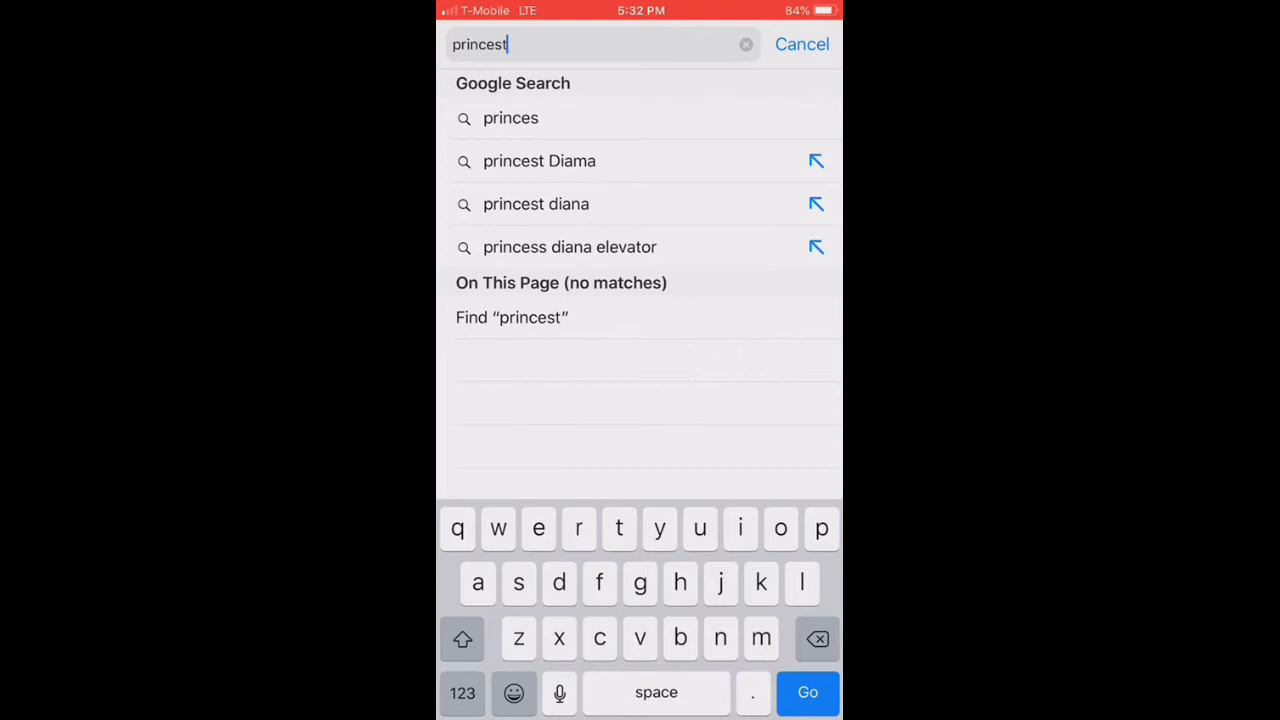 T-Mobile LTE 5:32 PM 84%
princest Cancel
Google Search
princes
princest Diama
princest diana
princess diana elevator
On This Page (no matches)
Find “princest”
q w e r t y u i o p
a s d f g h j k l
z x c v b n m
123 space . Go